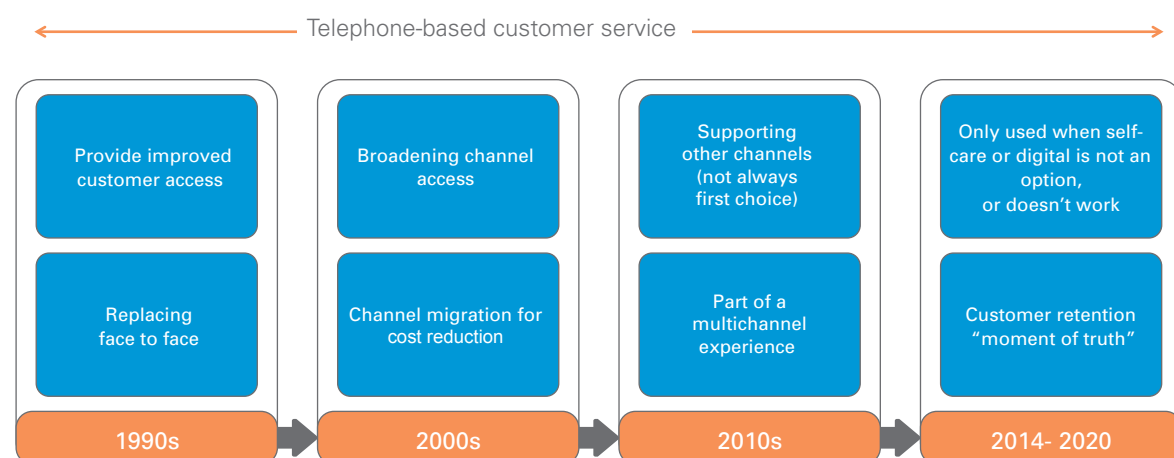 Telephone-based customer service
Provide improved
customer access
Replacing
face to face
1990s
Broadening channel
access
Channel migration for
cost reduction
2000s
Supporting
other channels
(not always
first choice)
Part of a
multichannel
experience
2010s
Only used when self-
care or digital is not an
option,
or doesn’t work
Customer retention
“moment of truth”
2014- 2020